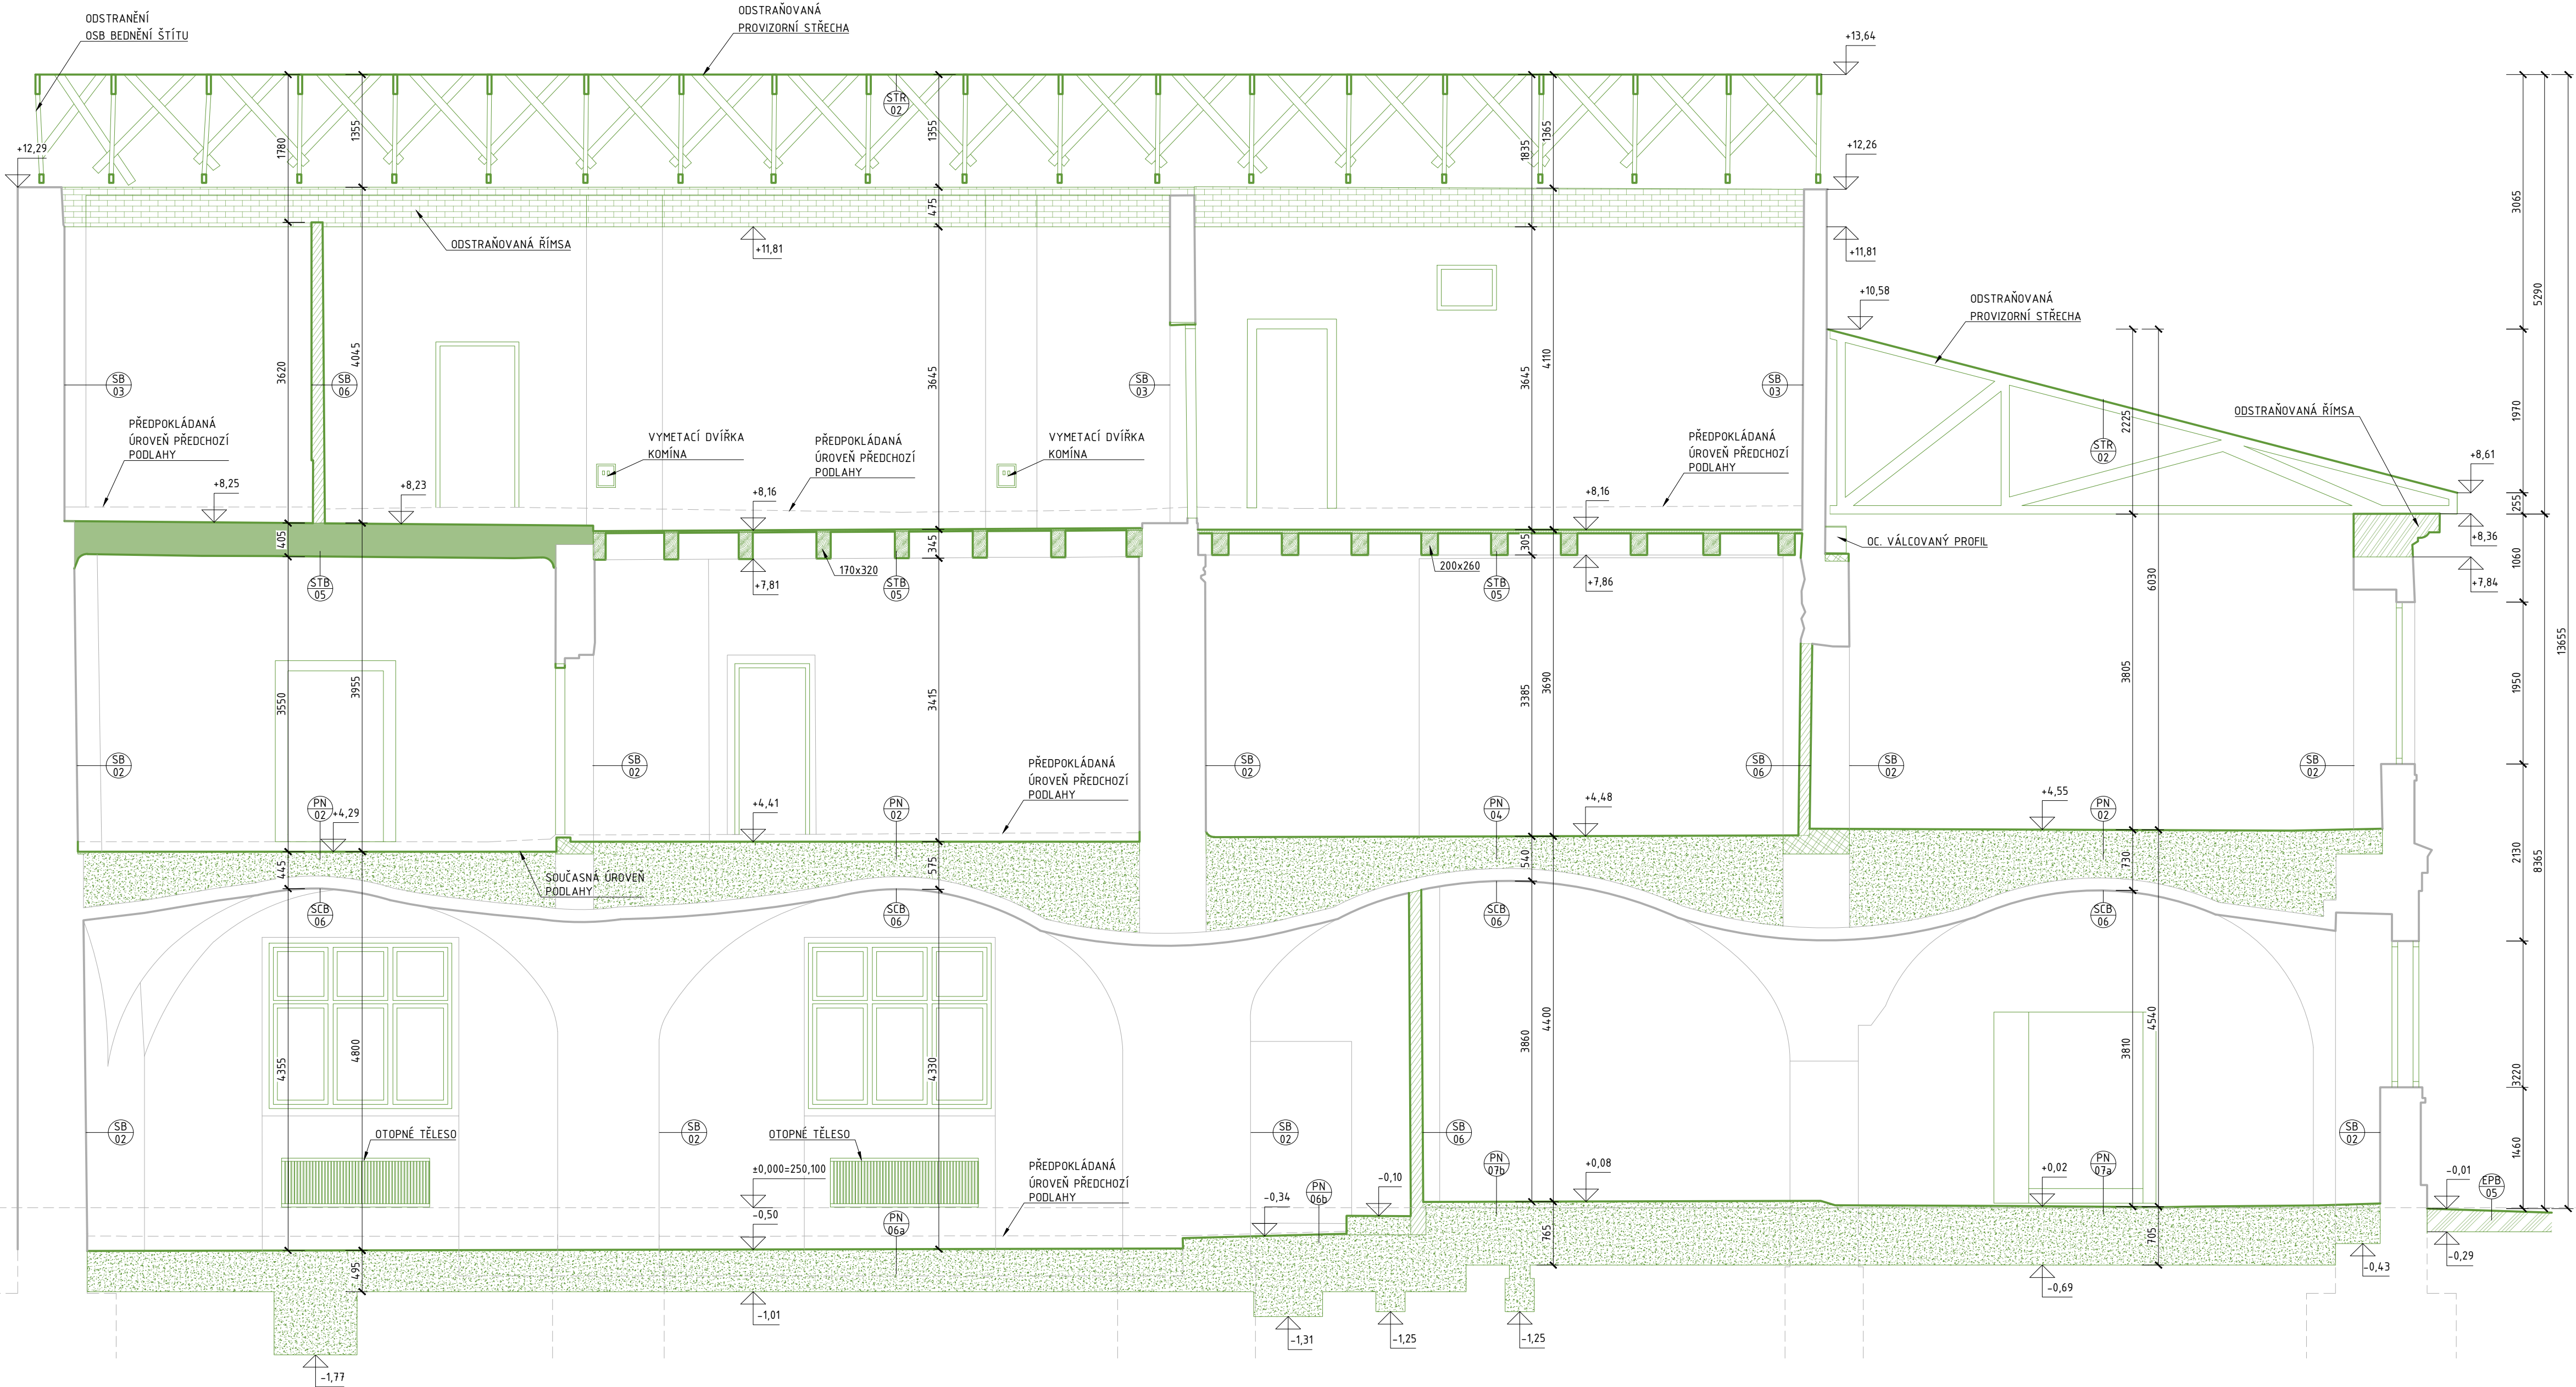 ODSTRANĚNÍ
OSB BEDNĚNÍ ŠTÍTU
ODSTRAŇOVANÁ
PROVIZORNÍ STŘECHA
+13,64
STR
02
1780
1355
1355
1835
1365
+12,29
+12,26
3065
475
ODSTRAŇOVANÁ ŘÍMSA
+11,81
+11,81
5290
+10,58
ODSTRAŇOVANÁ
PROVIZORNÍ STŘECHA
3620
4045
3645
3645
4110
SB
03
SB
06
SB
03
SB
03
2225
1970
ODSTRAŇOVANÁ ŘÍMSA
PŘEDPOKLÁDANÁ
ÚROVEŇ PŘEDCHOZÍ
PODLAHY
VYMETACÍ DVÍŘKA
KOMÍNA
PŘEDPOKLÁDANÁ
ÚROVEŇ PŘEDCHOZÍ
PODLAHY
VYMETACÍ DVÍŘKA
KOMÍNA
PŘEDPOKLÁDANÁ
ÚROVEŇ PŘEDCHOZÍ
PODLAHY
STR
02
+8,61
+8,25
+8,23
+8,16
+8,16
255
+8,36
405
345
305
OC. VÁLCOVANÝ PROFIL
1060
170x320
200x260
+7,81
+7,86
+7,84
STB
05
STB
05
STB
05
6030
13655
3550
3955
3415
3385
3690
3805
1950
SB
02
SB
02
SB
02
SB
06
SB
02
SB
02
PŘEDPOKLÁDANÁ
ÚROVEŇ PŘEDCHOZÍ
PODLAHY
PN
02
+4,29
+4,41
PN
02
PN
04
+4,48
+4,55
PN
02
2130
8365
445
575
540
730
SOUČASNÁ ÚROVEŇ
PODLAHY
SCB
06
SCB
06
SCB
06
SCB
06
4355
4800
4330
3860
4400
3810
4540
3220
SB
02
OTOPNÉ TĚLESO
SB
02
OTOPNÉ TĚLESO
SB
02
SB
06
SB
02
1460
±0,000=250,100
PŘEDPOKLÁDANÁ
ÚROVEŇ PŘEDCHOZÍ
PODLAHY
PN
06b
-0,10
PN
07b
+0,08
+0,02
PN
07a
-0,01
EPB
05
-0,50
PN
06a
-0,34
495
765
705
-0,43
-0,29
-1,01
-0,69
-1,31
-1,25
-1,25
-1,77